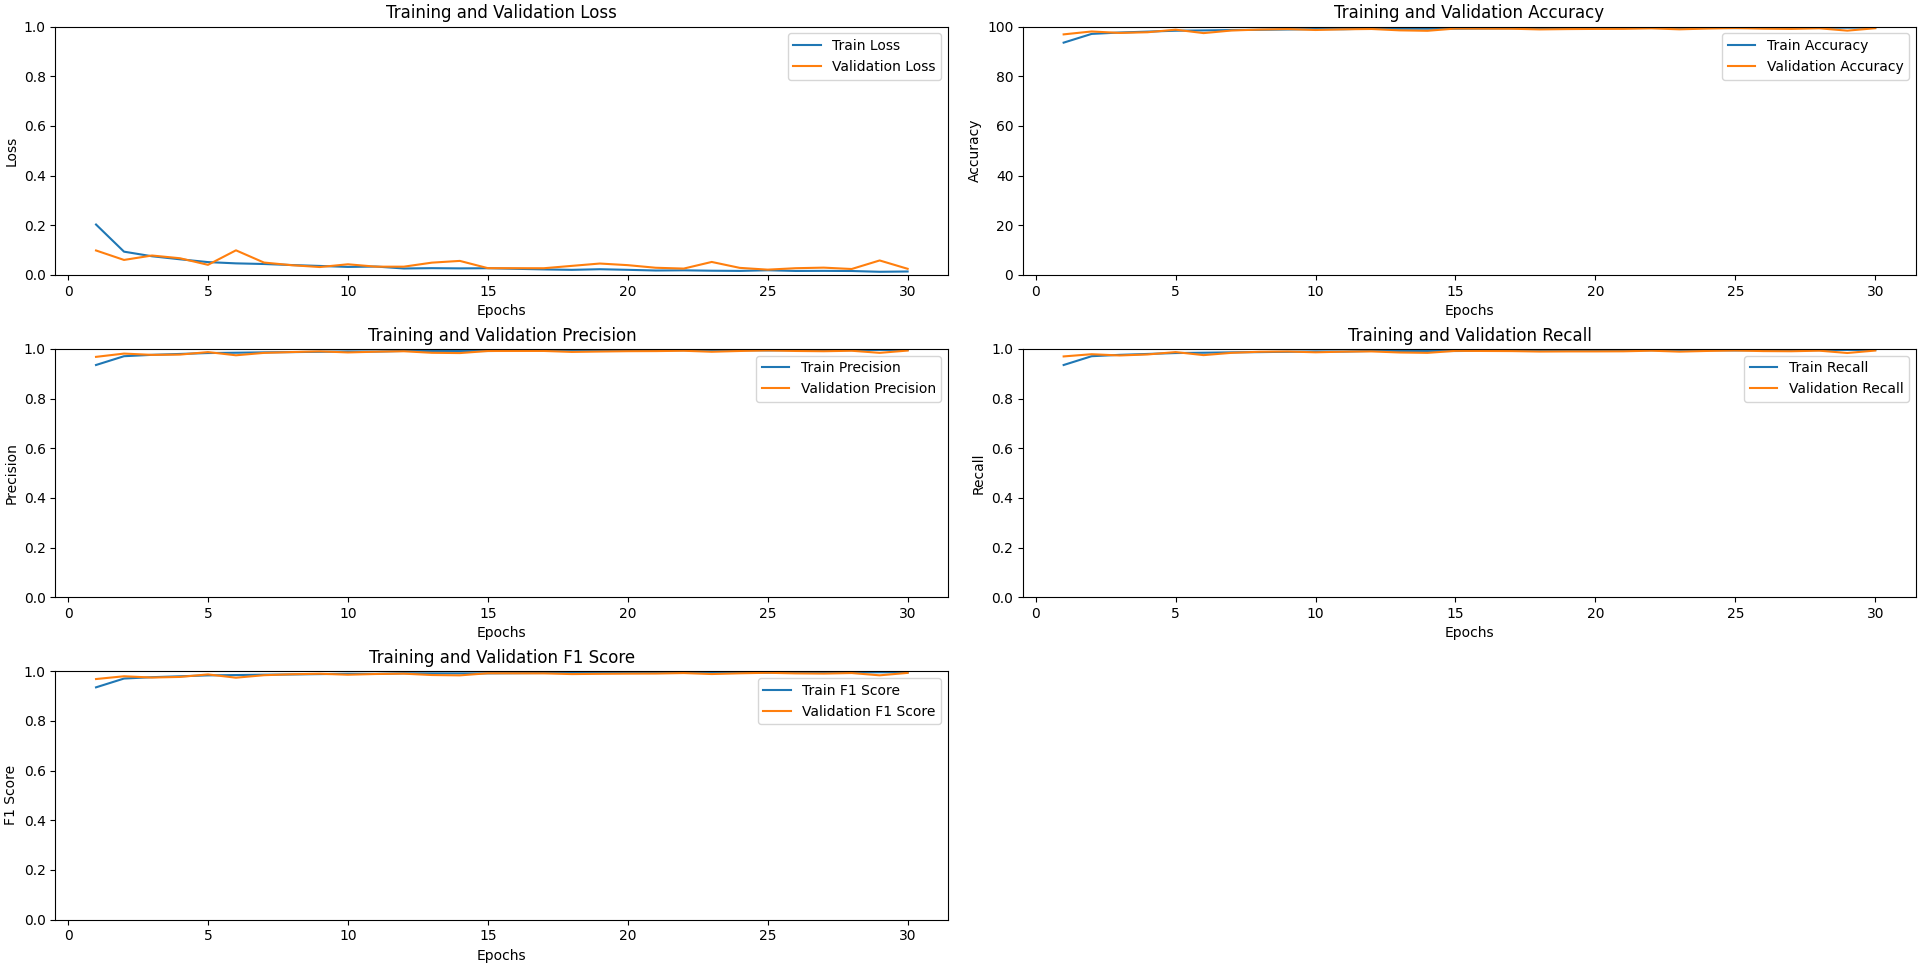 Training and Validation Loss
1.0
0.8
0.6
0.4
0.2
0.0
Loss
Train Loss
Validation Loss
0 5 10 15 20 25 30
Epochs
Training and Validation Accuracy
100
80
60
40
20
0
Accuracy
Train Accuracy
Validation Accuracy
0 5 10 15 20 25 30
Epochs
Training and Validation Precision
1.0
0.8
0.6
0.4
0.2
0.0
Precision
Train Precision
Validation Precision
0 5 10 15 20 25 30
Epochs
Training and Validation Recall
1.0
0.8
0.6
0.4
0.2
0.0
Recall
Train Recall
Validation Recall
0 5 10 15 20 25 30
Epochs
Training and Validation F1 Score
1.0
0.8
0.6
0.4
0.2
0.0
F1 Score
Train F1 Score
Validation F1 Score
0 5 10 15 20 25 30
Epochs